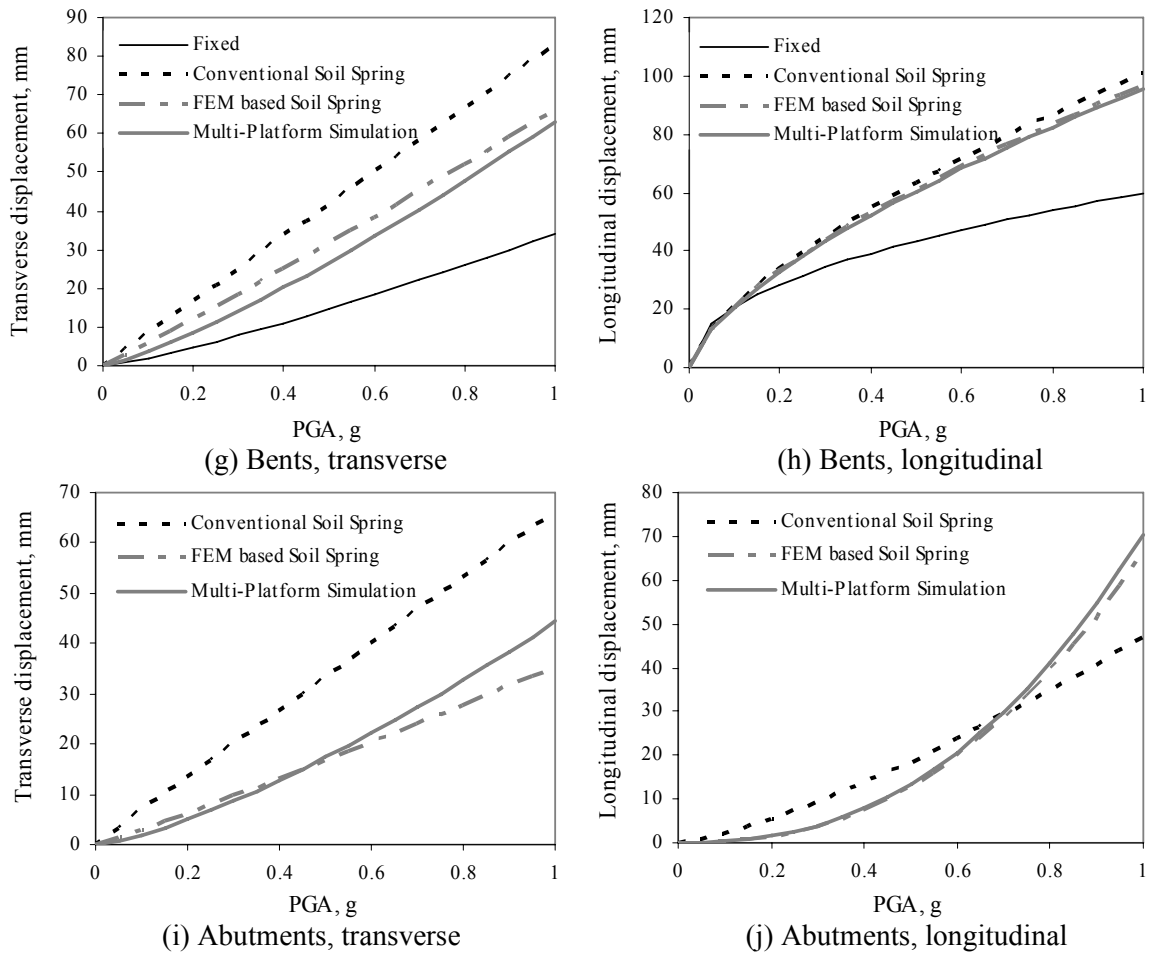 90
80
70
60
50
40
30
20
10
0
Transverse displacement, mm
Fixed
Conventional Soil Spring
FEM based Soil Spring
Multi-Platform Simulation
0 0.2 0.4 0.6 0.8 1
PGA, g
(g) Bents, transverse
120
100
80
60
40
20
0
Longitudinal displacement, mm
Fixed
Conventional Soil Spring
FEM based Soil Spring
Multi-Platform Simulation
0 0.2 0.4 0.6 0.8 1
PGA, g
(h) Bents, longitudinal
70
60
50
40
30
20
10
0
Transverse displacement, mm
Conventional Soil Spring
FEM based Soil Spring
Multi-Platform Simulation
0 0.2 0.4 0.6 0.8 1
PGA, g
(i) Abutments, transverse
80
70
60
50
40
30
20
10
0
Longitudinal displacement, mm
Conventional Soil Spring
FEM based Soil Spring
Multi-Platform Simulation
0 0.2 0.4 0.6 0.8 1
PGA, g
(j) Abutments, longitudinal